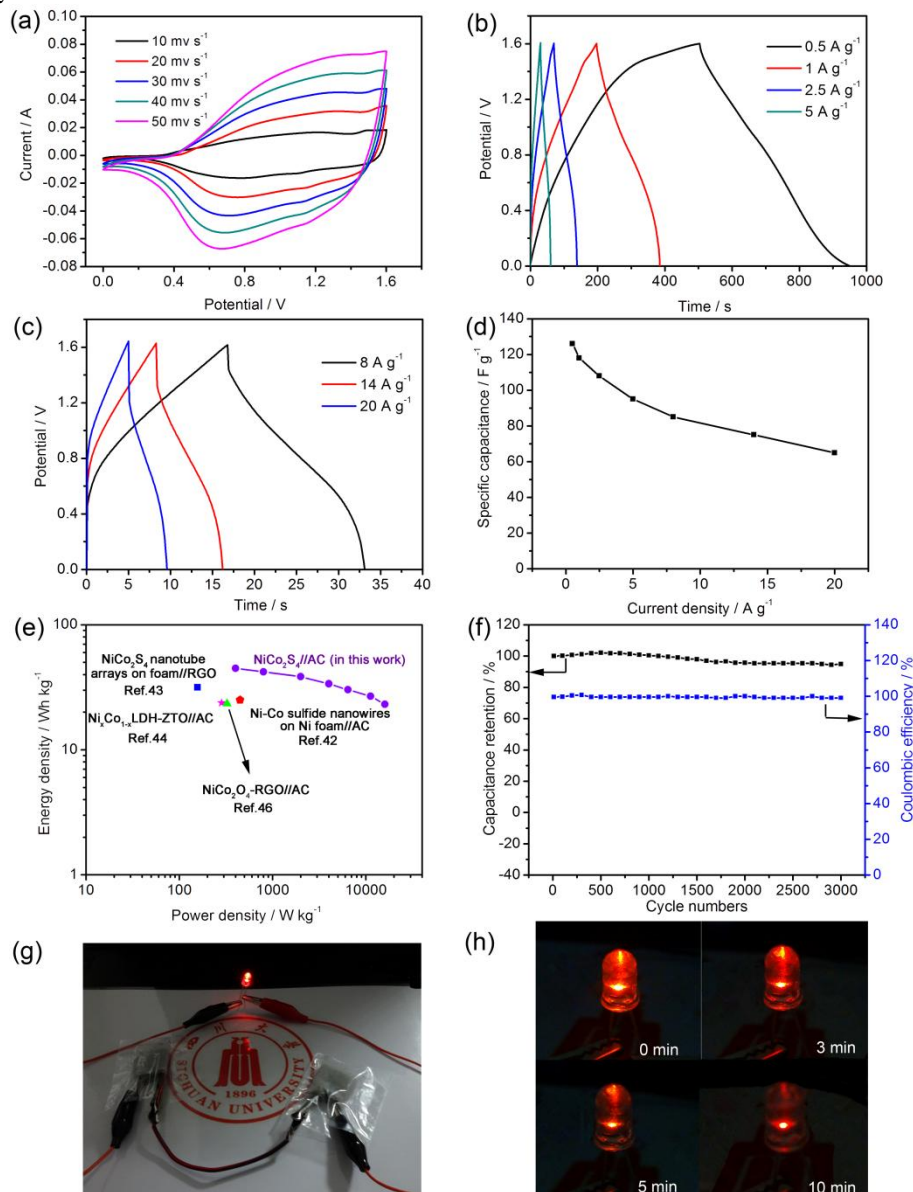 (a)
0.10
0.08
0.06
0.04
0.02
0.00
-0.02
-0.04
-0.06
-0.08
Current / A
10 mv s⁻¹
20 mv s⁻¹
30 mv s⁻¹
40 mv s⁻¹
50 mv s⁻¹
0.0 0.4 0.8 1.2 1.6
Potential / V
(b)
2.0
1.6
1.2
0.8
0.4
0.0
Potential / V
0.5 A g⁻¹
1 A g⁻¹
2.5 A g⁻¹
5 A g⁻¹
0 200 400 600 800 1000
Time / s
(c)
1.6
1.2
0.8
0.4
0.0
Potential / V
8 A g⁻¹
14 A g⁻¹
20 A g⁻¹
0 5 10 15 20 25 30 35 40
Time / s
(d)
140
120
100
80
60
40
20
0
Specific capacitance / F g⁻¹
0 5 10 15 20
Current density / A g⁻¹
(e)
100
10
1
Energy density / Wh kg⁻¹
NiCo₂S₄ nanotube
arrays on foam//RGO
Ref.43
NiCo₂S₄//AC (in this work)
NiₓCo₁₋ₓLDH-ZTO//AC
Ref.44
Ni-Co sulfide nanowires
on Ni foam//AC
Ref.42
NiCo₂O₄-RGO//AC
Ref.46
10 100 1000 10000
Power density / W kg⁻¹
(f)
120
100
80
60
40
20
0
-20
-40
Capacitance retention / %
140
120
100
80
60
40
20
0
Coulombic efficiency / %
0 500 1000 1500 2000 2500 3000
Cycle numbers
(g)
四川大學
1896
SICHUAN UNIVERSITY
(h)
0 min
3 min
5 min
10 min